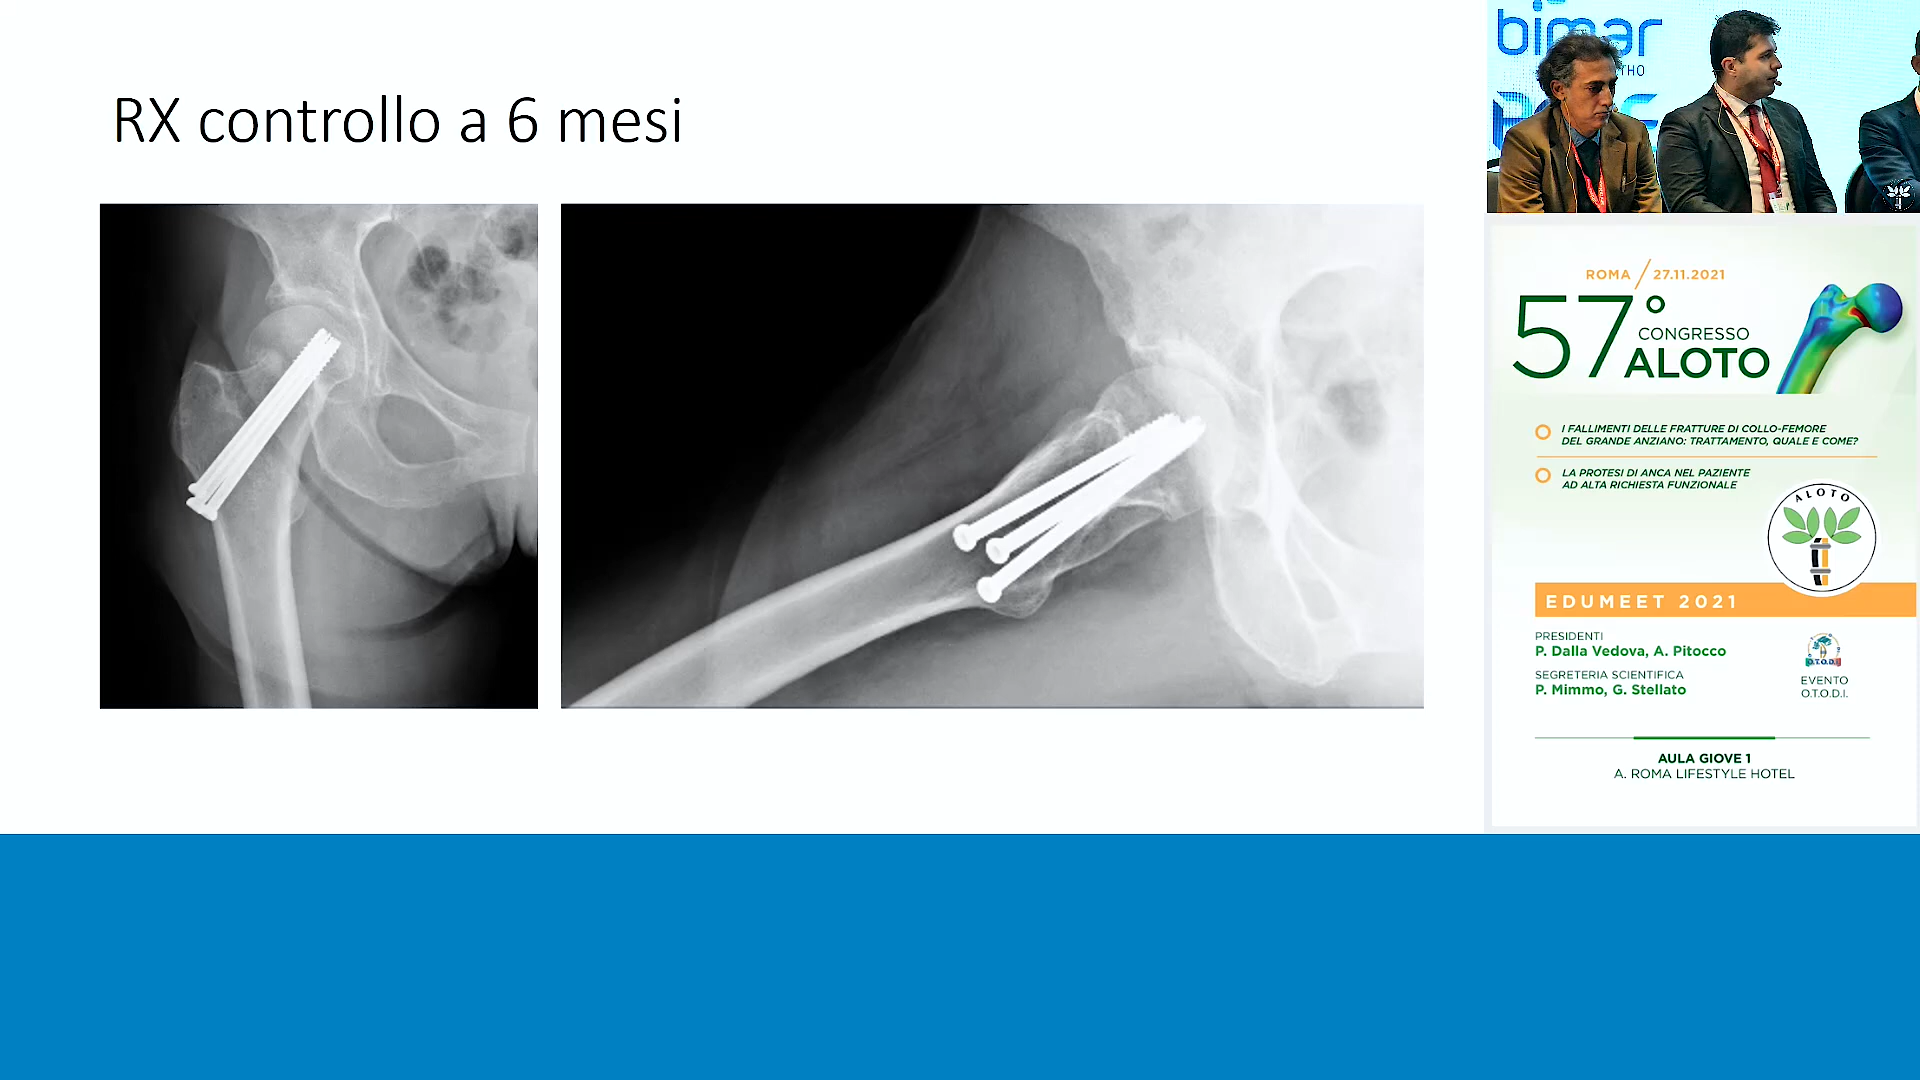 RX controllo a 6 mesi
bimar
ROMA / 27.11.2021
57°
CONGRESSO
ALOTO
I FALLIMENTI DELLE FRATTURE DI COLLO-FEMORE
DEL GRANDE ANZIANO: TRATTAMENTO, QUALE E COME?
LA PROTESI DI ANCA NEL PAZIENTE
AD ALTA RICHIESTA FUNZIONALE
ALOTO
EDUMEET 2021
PRESIDENTI
P. Dalla Vedova, A. Pitocco
SEGRETERIA SCIENTIFICA
P. Mimmo, G. Stellato
O.T.O.D.I.
EVENTO
O.T.O.D.I.
AULA GIOVE 1
A. ROMA LIFESTYLE HOTEL